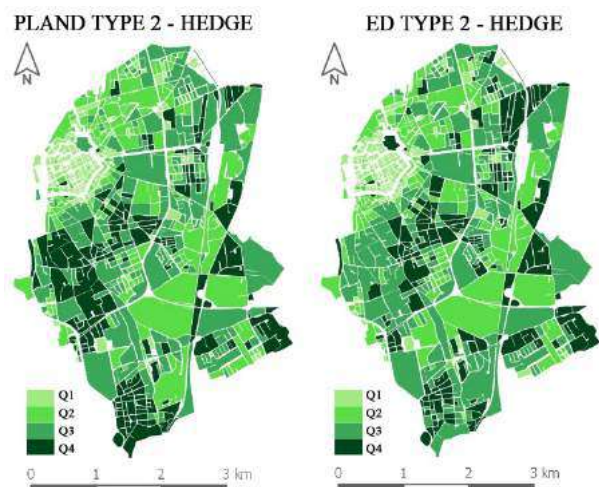 PLAND TYPE 2 - HEDGE
ED TYPE 2 - HEDGE
N
N
Q1
Q2
Q3
Q4
Q1
Q2
Q3
Q4
0 1 2 3 km
0 1 2 3 km